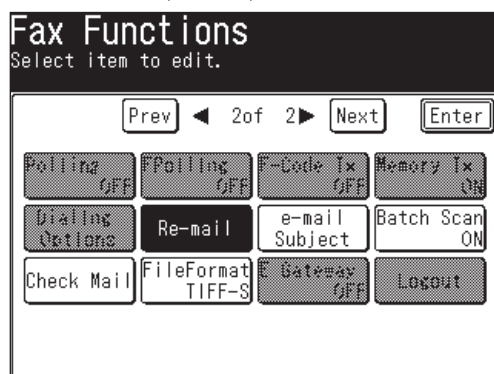 Fax Functions
Select item to edit.
Prev ◀ 2of 2▶ Next Enter
Polling FPolling F-Code Tx Memory Tx
OFF OFF OFF ON
Dialing Options Re-mail e-mail Subject Batch Scan ON
Check Mail FileFormat TIFF-S F Gateway OFF Logout